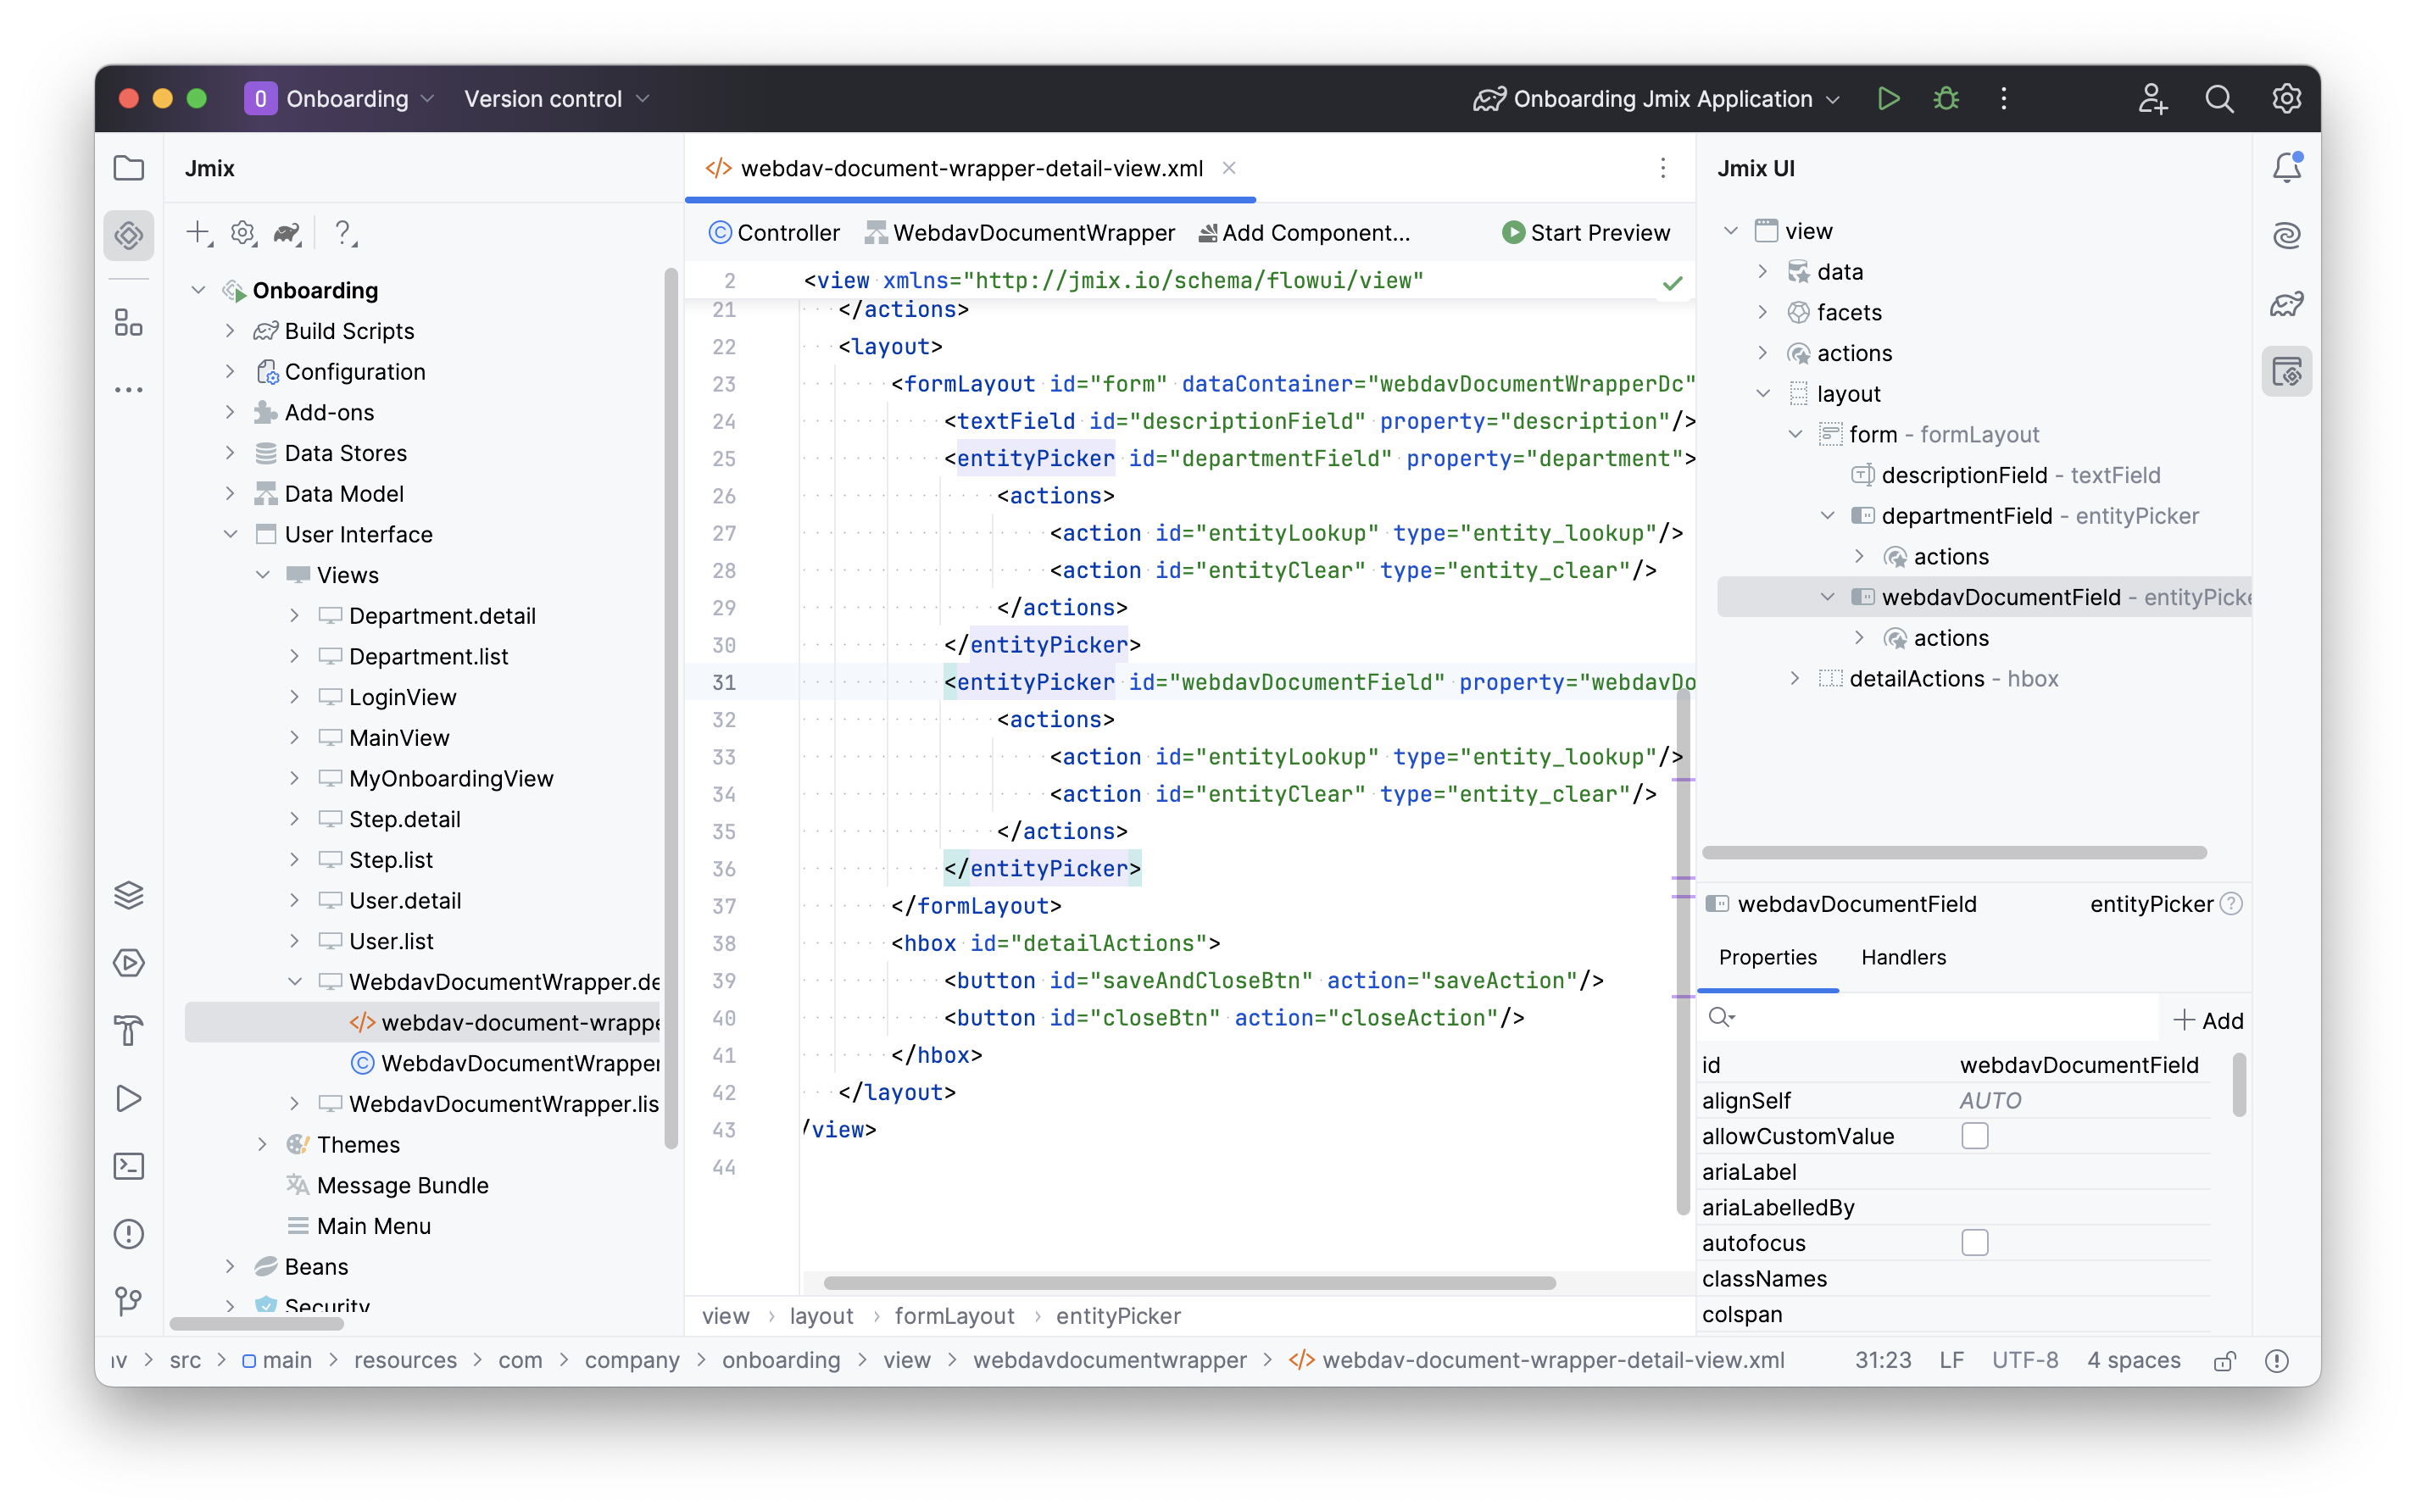 O Onboarding Version control Onboarding Jmix Application
Jmix
Onboarding
Build Scripts
Configuration
Add-ons
Data Stores
Data Model
User Interface
Views
Department.detail
Department.list
LoginView
MainView
MyOnboardingView
Step.detail
Step.list
User.detail
User.list
WebdavDocumentWrapper.de
webdav-document-wrappe
WebdavDocumentWrapper
WebdavDocumentWrapper.lis
Themes
Message Bundle
Main Menu
Beans
Security
webdav-document-wrapper-detail-view.xml
Controller WebdavDocumentWrapper Add Component... Start Preview
2 <view xmlns="http://jmix.io/schema/flowui/view"
21 </actions>
22 <layout>
23 <formLayout id="form" dataContainer="webdavDocumentWrapperDc"
24 <textField id="descriptionField" property="description"/>
25 <entityPicker id="departmentField" property="department">
26 <actions>
27 <action id="entityLookup" type="entity_lookup"/>
28 <action id="entityClear" type="entity_clear"/>
29 </actions>
30 </entityPicker>
31 <entityPicker id="webdavDocumentField" property="webdavDo
32 <actions>
33 <action id="entityLookup" type="entity_lookup"/>
34 <action id="entityClear" type="entity_clear"/>
35 </actions>
36 </entityPicker>
37 </formLayout>
38 <hbox id="detailActions">
39 <button id="saveAndCloseBtn" action="saveAction"/>
40 <button id="closeBtn" action="closeAction"/>
41 </hbox>
42 </layout>
43 /view>
44
view › layout › formLayout › entityPicker
Jmix UI
view
data
facets
actions
layout
form - formLayout
descriptionField - textField
departmentField - entityPicker
actions
webdavDocumentField - entityPicke
actions
detailActions - hbox
webdavDocumentField entityPicker
Properties Handlers
Add
id webdavDocumentField
alignSelf AUTO
allowCustomValue
ariaLabel
ariaLabelledBy
autofocus
classNames
colspan
src > main > resources > com > company > onboarding > view > webdavdocumentwrapper > webdav-document-wrapper-detail-view.xml 31:23 LF UTF-8 4 spaces